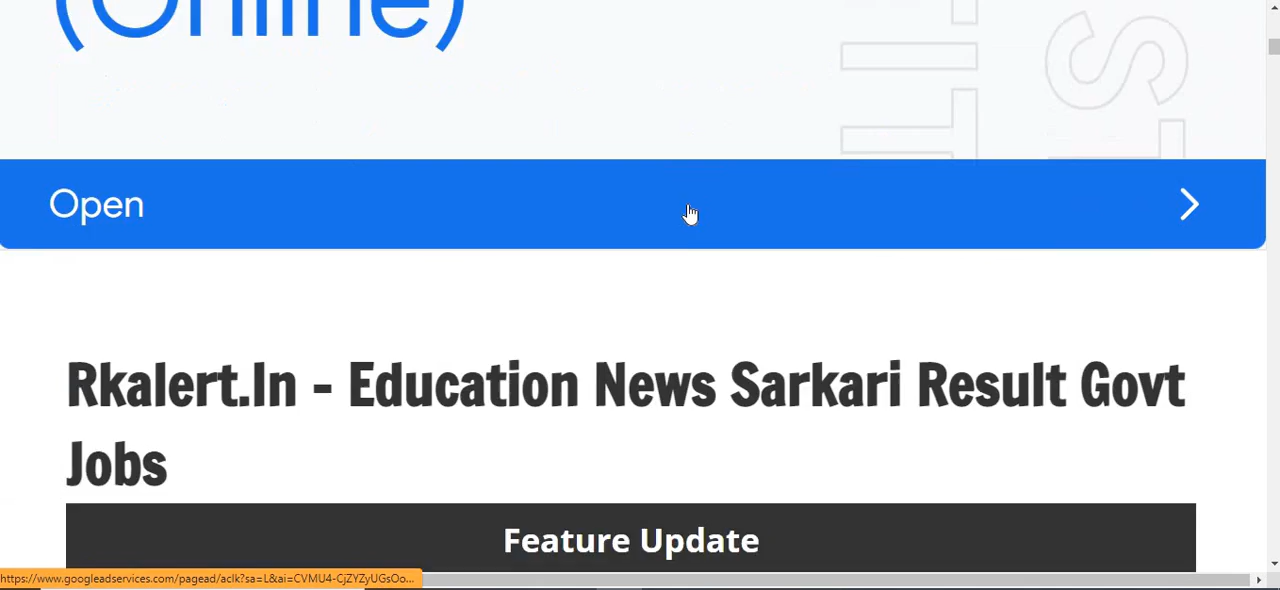 (Online)
Open
Rkalert.In - Education News Sarkari Result Govt
Jobs
Feature Update
https://www.googleadservices.com/pagead/aclk?sa=L&ai=CVMU4-CjZYZyUGsOo...